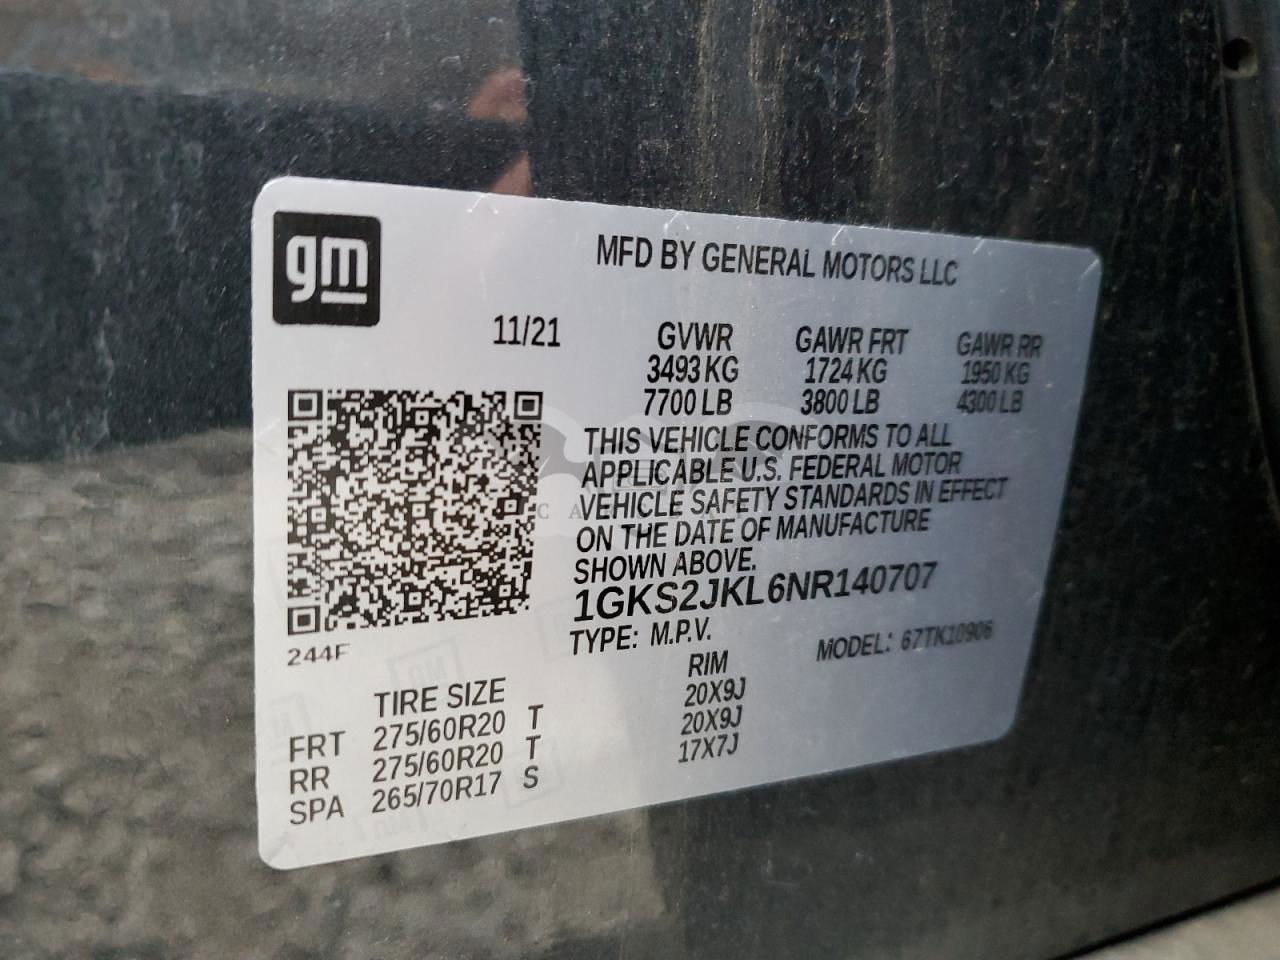 gm
MFD BY GENERAL MOTORS LLC
11/21 GVWR GAWR FRT GAWR RR
3493 KG 1724 KG 1950 KG
7700 LB 3800 LB 4300 LB
THIS VEHICLE CONFORMS TO ALL
APPLICABLE U.S. FEDERAL MOTOR
VEHICLE SAFETY STANDARDS IN EFFECT
ON THE DATE OF MANUFACTURE
SHOWN ABOVE.
1GKS2JKL6NR140707
TYPE: M.P.V. MODEL: 67TK10906
244F
TIRE SIZE RIM
FRT 275/60R20 T 20X9J
RR 275/60R20 T 20X9J
SPA 265/70R17 S 17X7J